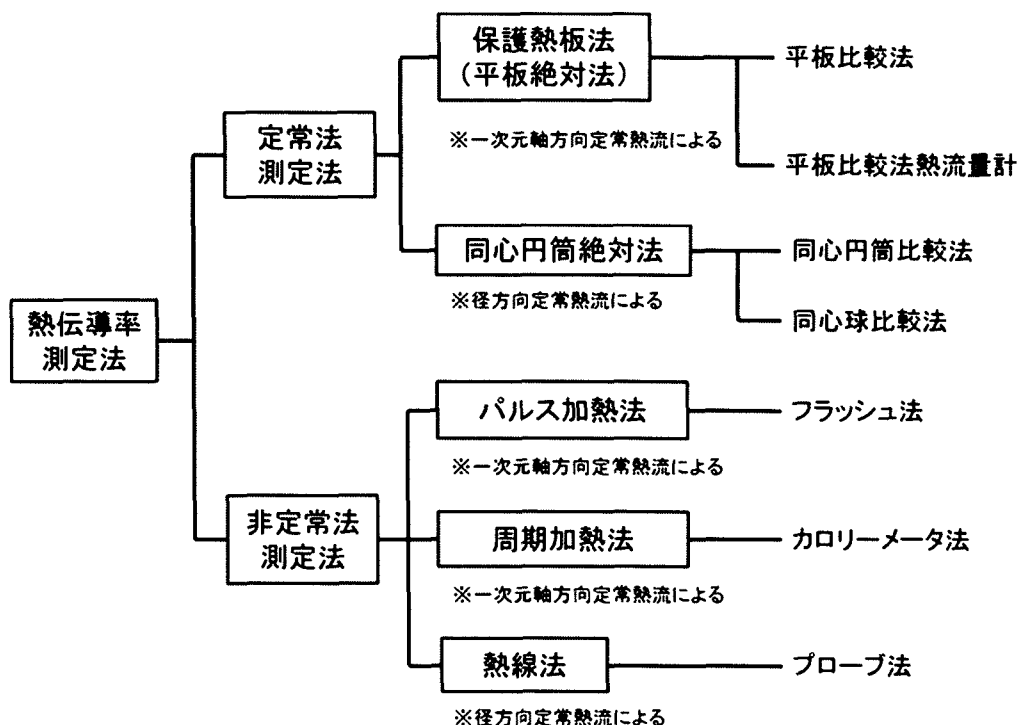 保護熱板法
（平板絶対法）
平板比較法
※一次元軸方向定常熱流による
定常法
測定法
平板比較法熱流量計
同心円筒絶対法
同心円筒比較法
※径方向定常熱流による
同心球比較法
熱伝導率
測定法
パルス加熱法
フラッシュ法
※一次元軸方向定常熱流による
非定常法
測定法
周期加熱法
カロリーメータ法
※一次元軸方向定常熱流による
熱線法
プローブ法
※径方向定常熱流による